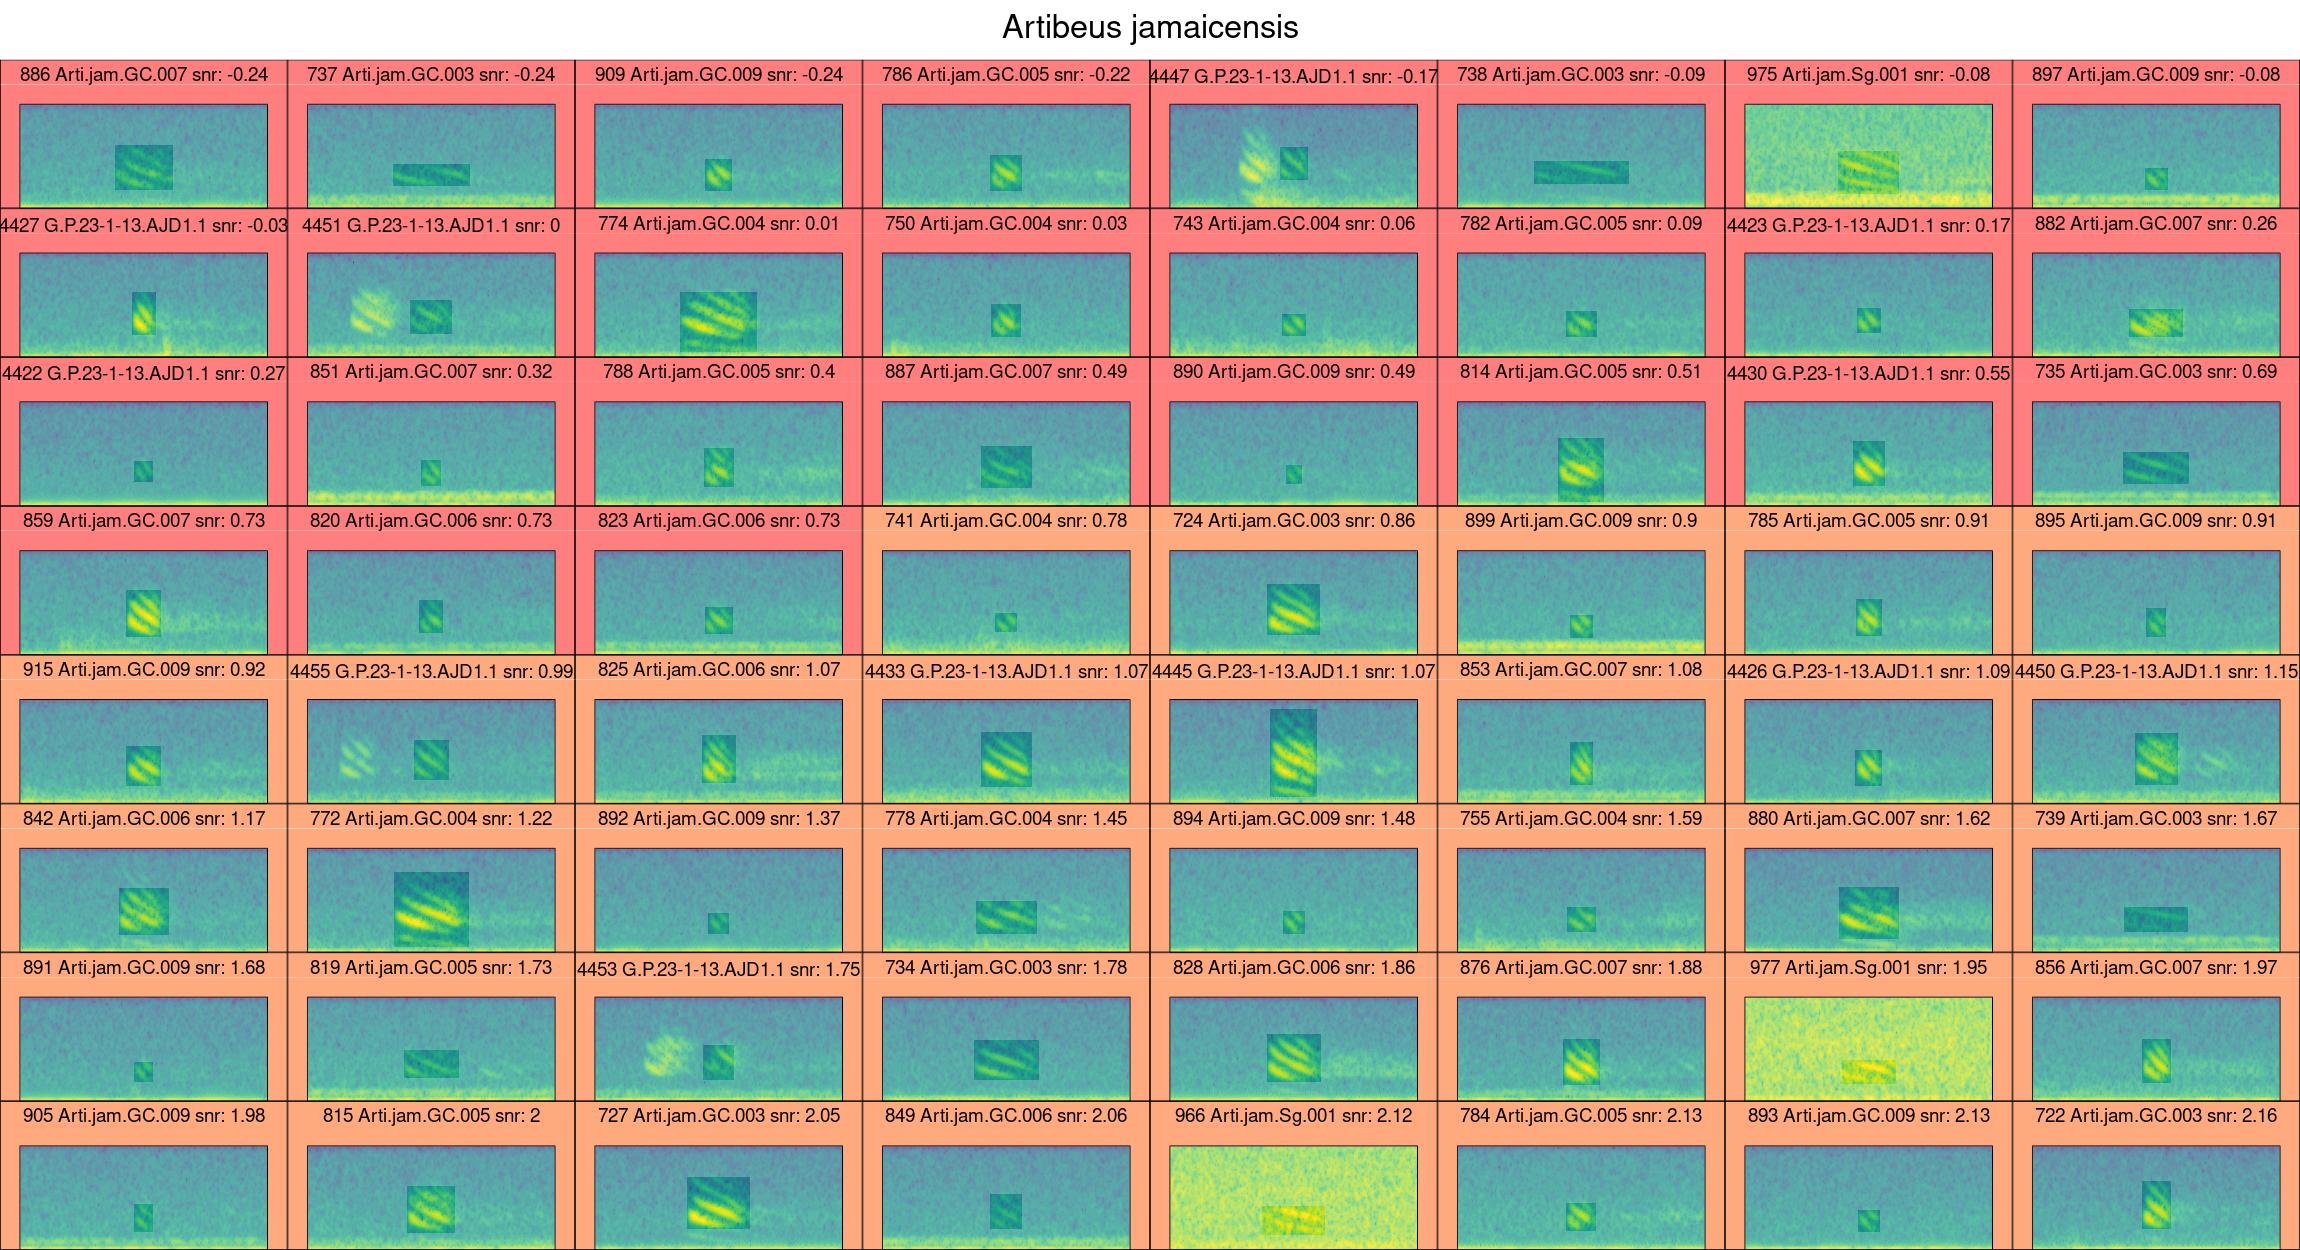 Artibeus jamaicensis
886 Arti.jam.GC.007 snr: -0.24
737 Arti.jam.GC.003 snr: -0.24
909 Arti.jam.GC.009 snr: -0.24
786 Arti.jam.GC.005 snr: -0.22
4447 G.P.23-1-13.AJD1.1 snr: -0.17
738 Arti.jam.GC.003 snr: -0.09
975 Arti.jam.Sg.001 snr: -0.08
897 Arti.jam.GC.009 snr: -0.08
4427 G.P.23-1-13.AJD1.1 snr: -0.03
4451 G.P.23-1-13.AJD1.1 snr: 0
774 Arti.jam.GC.004 snr: 0.01
750 Arti.jam.GC.004 snr: 0.03
743 Arti.jam.GC.004 snr: 0.06
782 Arti.jam.GC.005 snr: 0.09
4423 G.P.23-1-13.AJD1.1 snr: 0.17
882 Arti.jam.GC.007 snr: 0.26
4422 G.P.23-1-13.AJD1.1 snr: 0.27
851 Arti.jam.GC.007 snr: 0.32
788 Arti.jam.GC.005 snr: 0.4
887 Arti.jam.GC.007 snr: 0.49
890 Arti.jam.GC.009 snr: 0.49
814 Arti.jam.GC.005 snr: 0.51
4430 G.P.23-1-13.AJD1.1 snr: 0.55
735 Arti.jam.GC.003 snr: 0.69
859 Arti.jam.GC.007 snr: 0.73
820 Arti.jam.GC.006 snr: 0.73
823 Arti.jam.GC.006 snr: 0.73
741 Arti.jam.GC.004 snr: 0.78
724 Arti.jam.GC.003 snr: 0.86
899 Arti.jam.GC.009 snr: 0.9
785 Arti.jam.GC.005 snr: 0.91
895 Arti.jam.GC.009 snr: 0.91
915 Arti.jam.GC.009 snr: 0.92
4455 G.P.23-1-13.AJD1.1 snr: 0.99
825 Arti.jam.GC.006 snr: 1.07
4433 G.P.23-1-13.AJD1.1 snr: 1.07
4445 G.P.23-1-13.AJD1.1 snr: 1.07
853 Arti.jam.GC.007 snr: 1.08
4426 G.P.23-1-13.AJD1.1 snr: 1.09
4450 G.P.23-1-13.AJD1.1 snr: 1.15
842 Arti.jam.GC.006 snr: 1.17
772 Arti.jam.GC.004 snr: 1.22
892 Arti.jam.GC.009 snr: 1.37
778 Arti.jam.GC.004 snr: 1.45
894 Arti.jam.GC.009 snr: 1.48
755 Arti.jam.GC.004 snr: 1.59
880 Arti.jam.GC.007 snr: 1.62
739 Arti.jam.GC.003 snr: 1.67
891 Arti.jam.GC.009 snr: 1.68
819 Arti.jam.GC.005 snr: 1.73
4453 G.P.23-1-13.AJD1.1 snr: 1.75
734 Arti.jam.GC.003 snr: 1.78
828 Arti.jam.GC.006 snr: 1.86
876 Arti.jam.GC.007 snr: 1.88
977 Arti.jam.Sg.001 snr: 1.95
856 Arti.jam.GC.007 snr: 1.97
905 Arti.jam.GC.009 snr: 1.98
815 Arti.jam.GC.005 snr: 2
727 Arti.jam.GC.003 snr: 2.05
849 Arti.jam.GC.006 snr: 2.06
966 Arti.jam.Sg.001 snr: 2.12
784 Arti.jam.GC.005 snr: 2.13
893 Arti.jam.GC.009 snr: 2.13
722 Arti.jam.GC.003 snr: 2.16